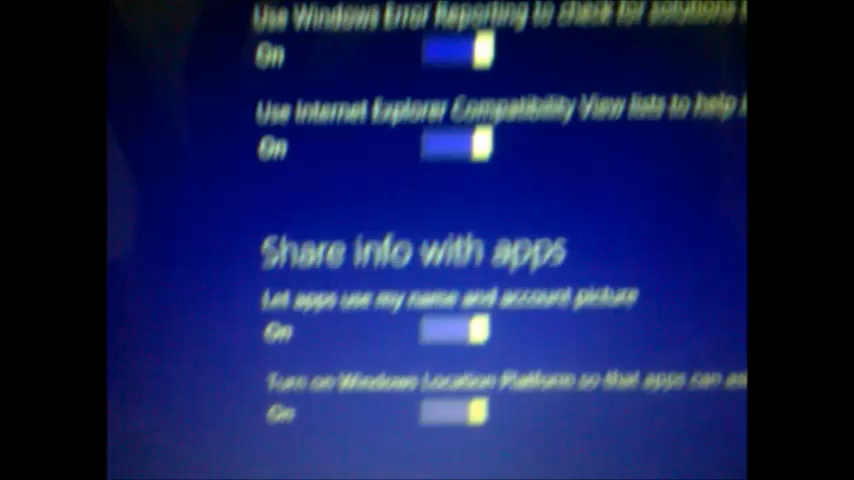 Use Windows Error Reporting to check for solutions
On
Use Internet Explorer Compatibility View lists to help
On
Share info with apps
Let apps use my name and account picture
On
Turn on Windows Location Platform so that apps can
On